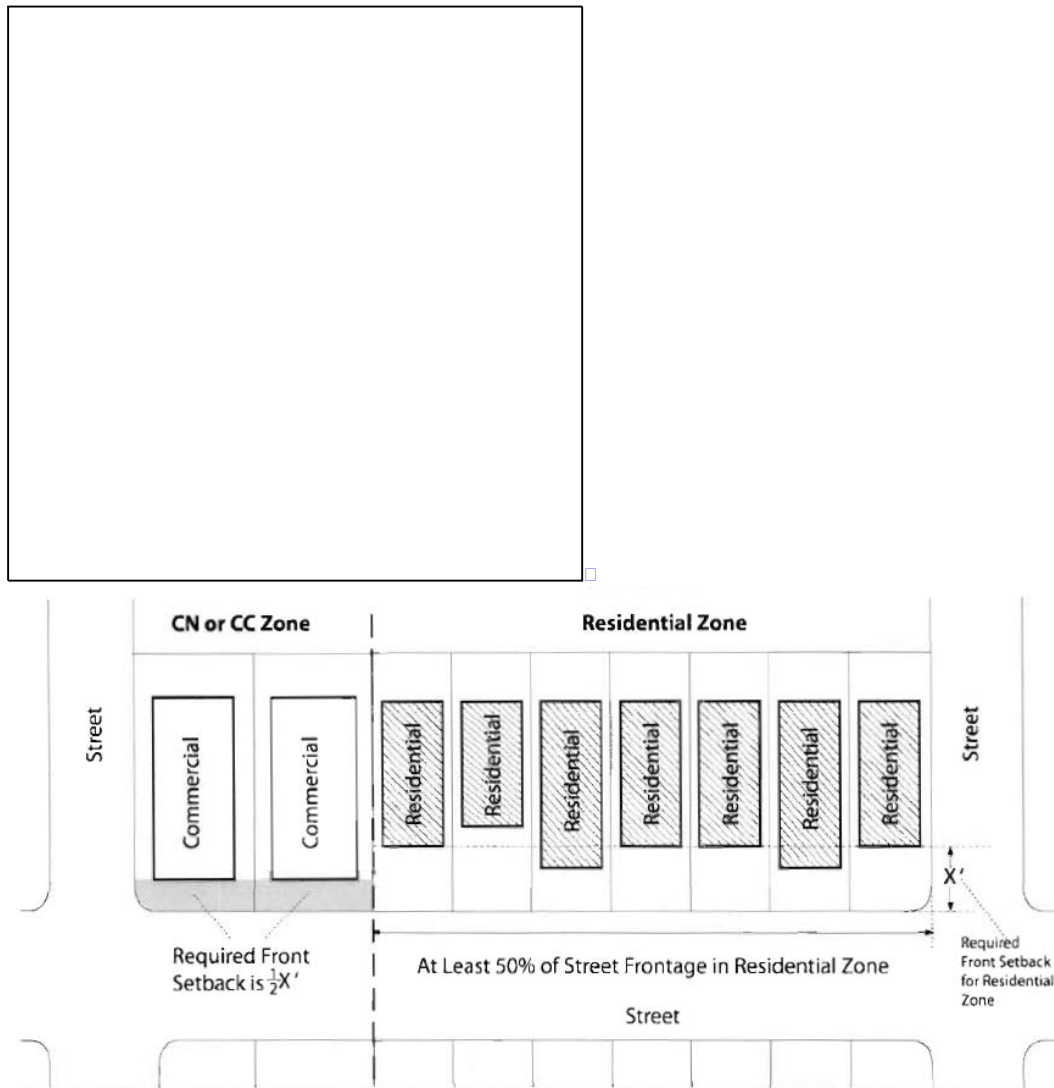 CN or CC Zone
Residential Zone
Street
Commercial
Commercial
Residential
Residential
Residential
Residential
Residential
Residential
Residential
Street
X'
Required Front
Setback is ½X'
At Least 50% of Street Frontage in Residential Zone
Required
Front Setback
for Residential
Zone
Street